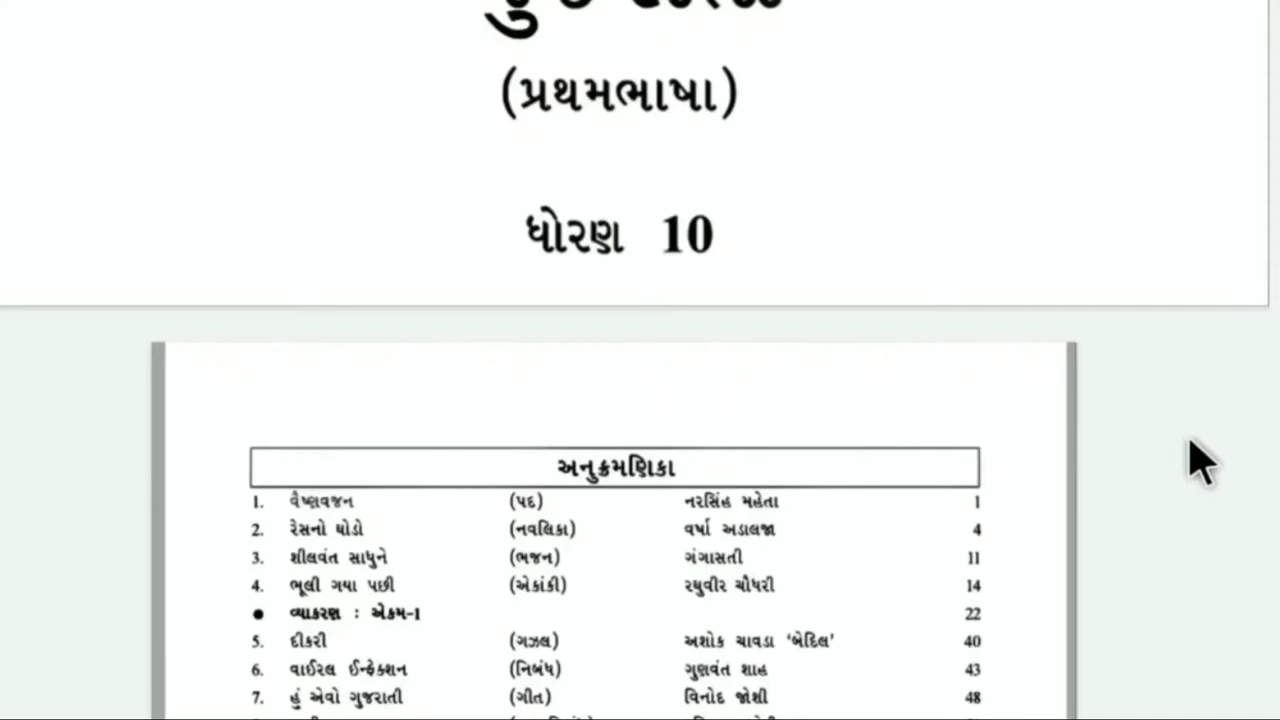 (પ્રથમભાષા)
ધોરણ 10
અનુક્રમણિકા
1. વૈષ્ણવજન (પદ) નરસિંહ મહેતા 1
2. રેસનો ઘોડો (નવલિકા) વર્ષા અડાલજા 4
3. શીલવંત સાધુને (ભજન) ગંગાસતી 11
4. ભૂલી ગયા પછી (એકાંકી) રઘુવીર ચૌધરી 14
● વ્યાકરણ : એકમ-1 22
5. દીકરી (ગઝલ) અશોક ચાવડા ‘બેદિલ’ 40
6. વાઈરલ ઈન્ફેક્શન (નિબંધ) ગુણવંત શાહ 43
7. હું એવો ગુજરાતી (ગીત) વિનોદ જોશી 48